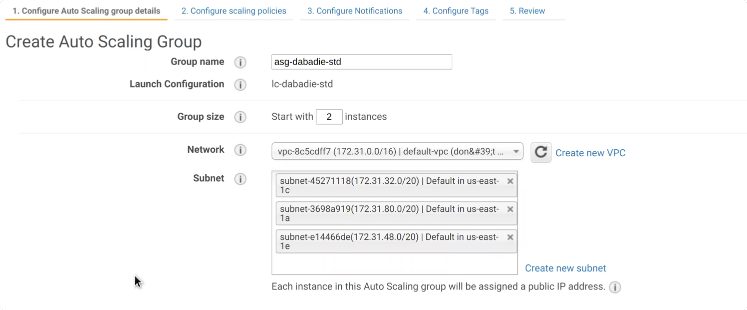 1. Configure Auto Scaling group details 2. Configure scaling policies 3. Configure Notifications 4. Configure Tags 5. Review
Create Auto Scaling Group
Group name i asg-dabadie-std
Launch Configuration i lc-dabadie-std
Group size i Start with 2 instances
Network i vpc-8c5cdff7 (172.31.0.0/16) | default-vpc (don&#39;t ... Create new VPC
Subnet i subnet-45271118(172.31.32.0/20) | Default in us-east-
1c
subnet-3698a919(172.31.80.0/20) | Default in us-east-
1a
subnet-e14466de(172.31.48.0/20) | Default in us-east-
1e
Create new subnet
Each instance in this Auto Scaling group will be assigned a public IP address. i